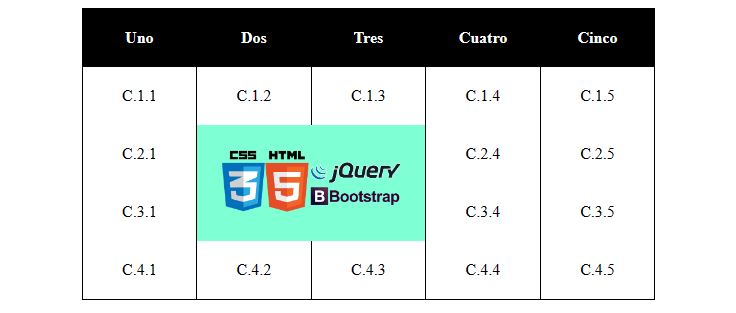 Uno Dos Tres Cuatro Cinco
C.1.1 C.1.2 C.1.3 C.1.4 C.1.5
C.2.1 CSS HTML C.2.4 C.2.5
3 5 jQuery
B Bootstrap
C.3.1 C.3.4 C.3.5
C.4.1 C.4.2 C.4.3 C.4.4 C.4.5